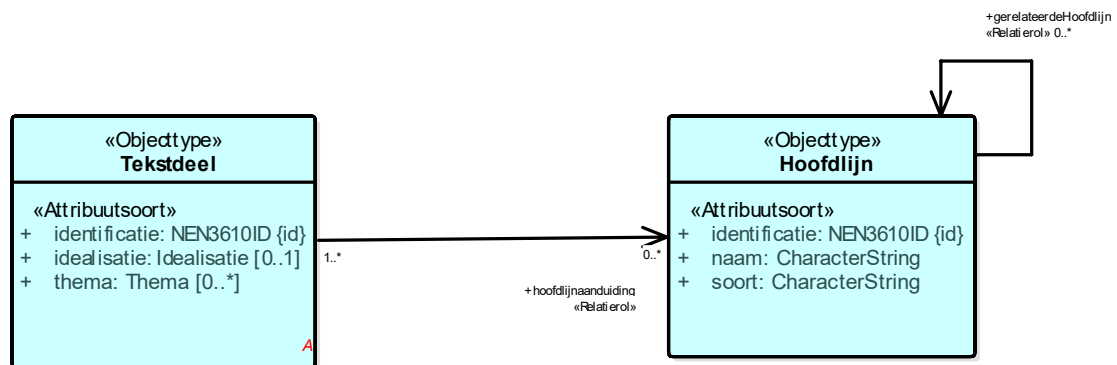 +gerelateerdeHoofdlijn
«Relatierol» 0..*
«Objecttype»
Tekstdeel
«Attribuutsoort»
+ identificatie: NEN3610ID {id}
+ idealisatie: Idealisatie [0..1]
+ thema: Thema [0..*]
A
1..*
0..*
+hoofdlijnaanduiding
«Relatierol»
«Objecttype»
Hoofdlijn
«Attribuutsoort»
+ identificatie: NEN3610ID {id}
+ naam: CharacterString
+ soort: CharacterString